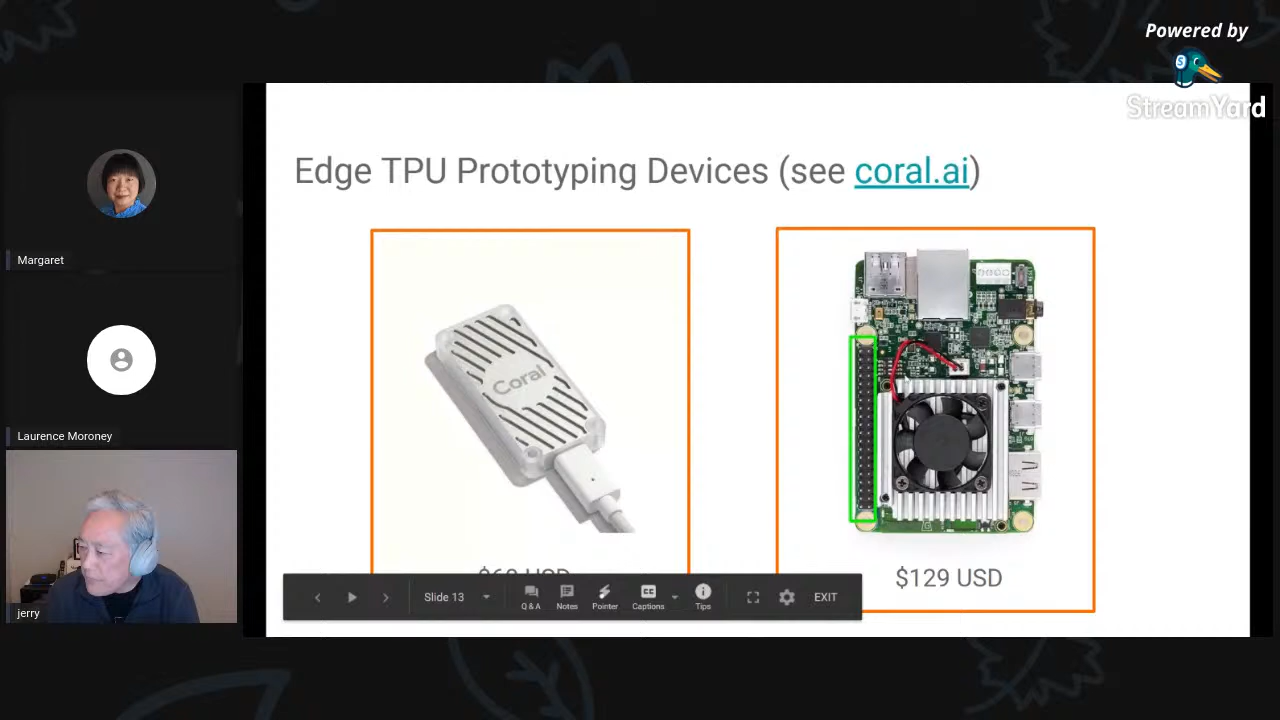 Powered by
StreamYard
Edge TPU Prototyping Devices (see coral.ai)
Margaret
Laurence Moroney
jerry
Coral
$129 USD
Slide 13
Q & A
Notes
Pointer
Captions
Tips
EXIT